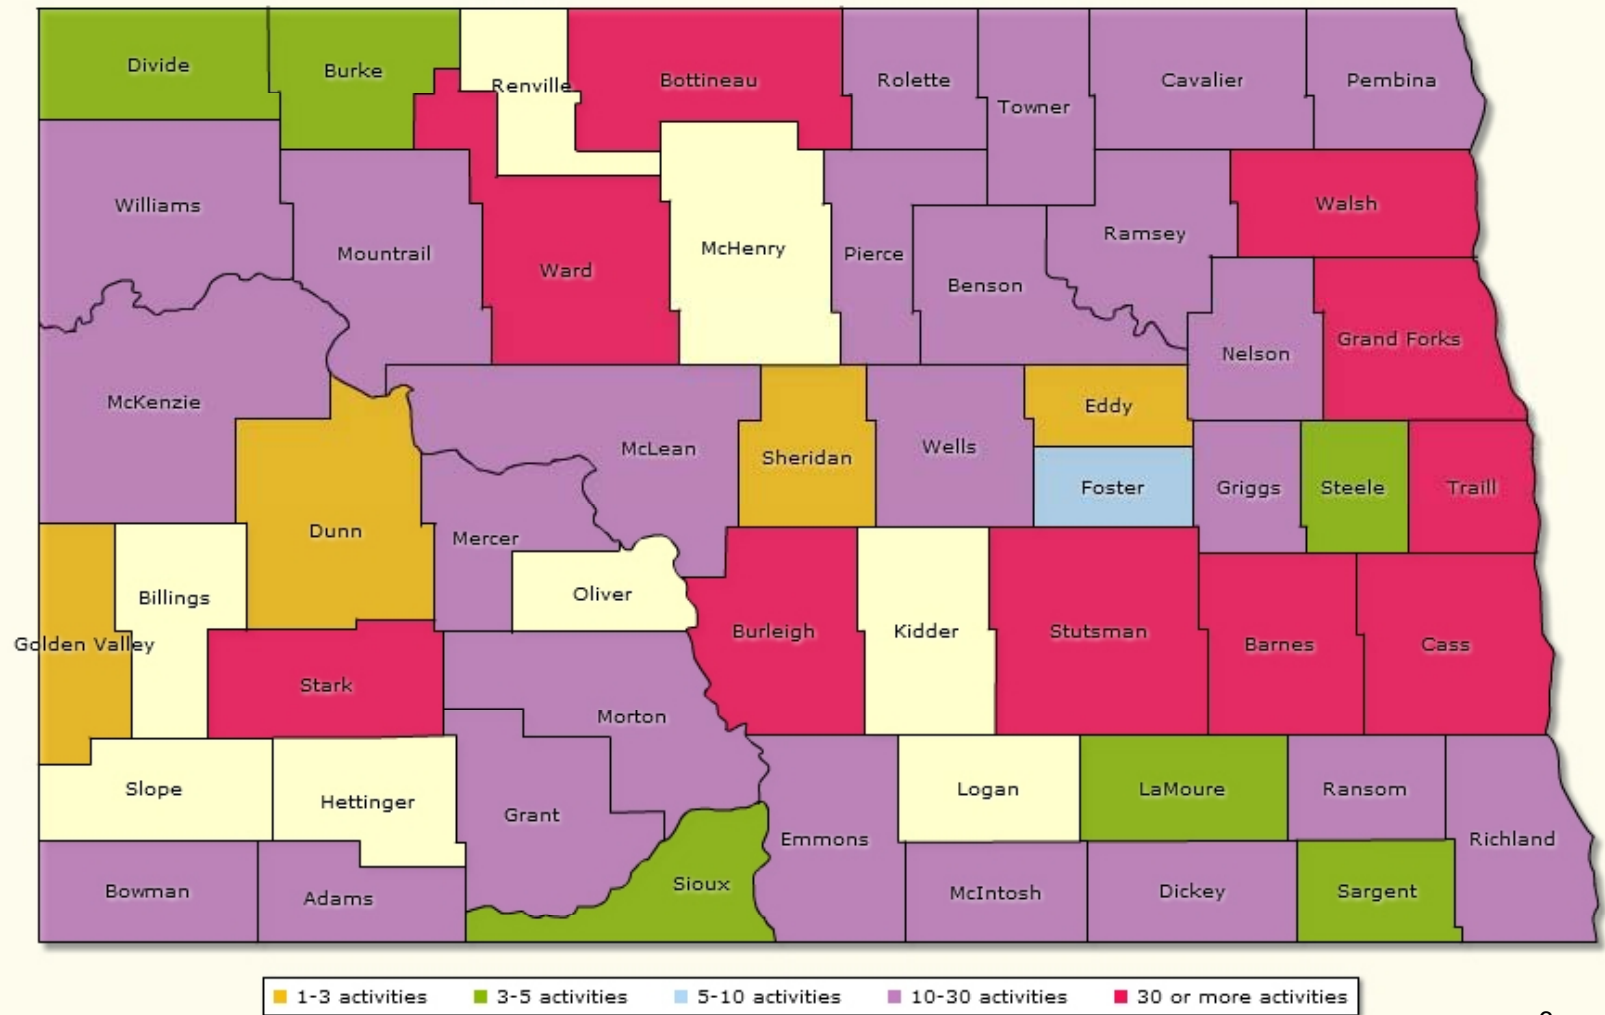 Divide
Burke
Renville
Bottineau
Rolette
Towner
Cavalier
Pembina
Williams
Mountrail
Ward
McHenry
Pierce
Benson
Ramsey
Walsh
Nelson
Grand Forks
McKenzie
Dunn
McLean
Sheridan
Wells
Eddy
Foster
Griggs
Steele
Traill
Mercer
Oliver
Golden Valley
Billings
Stark
Morton
Burleigh
Kidder
Stutsman
Barnes
Cass
Slope
Hettinger
Grant
Sioux
Emmons
Logan
LaMoure
Ransom
Richland
Bowman
Adams
McIntosh
Dickey
Sargent
1-3 activities 3-5 activities 5-10 activities 10-30 activities 30 or more activities